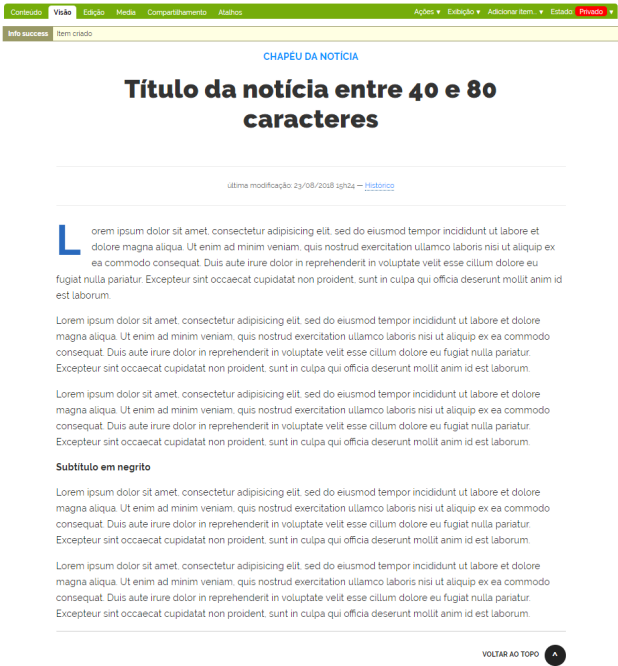 Conteúdo Visão Edição Media Compartilhamento Atalhos Ações ▼ Exibição ▼ Adicionar item… ▼ Estado: Privado ▼
Info success Item criado
CHAPÉU DA NOTÍCIA
Título da notícia entre 40 e 80
caracteres
última modificação: 23/08/2018 15h24 — Histórico
Lorem ipsum dolor sit amet, consectetur adipisicing elit, sed do eiusmod tempor incididunt ut labore et
dolore magna aliqua. Ut enim ad minim veniam, quis nostrud exercitation ullamco laboris nisi ut aliquip ex
ea commodo consequat. Duis aute irure dolor in reprehenderit in voluptate velit esse cillum dolore eu
fugiat nulla pariatur. Excepteur sint occaecat cupidatat non proident, sunt in culpa qui officia deserunt mollit anim id
est laborum.
Lorem ipsum dolor sit amet, consectetur adipisicing elit, sed do eiusmod tempor incididunt ut labore et dolore
magna aliqua. Ut enim ad minim veniam, quis nostrud exercitation ullamco laboris nisi ut aliquip ex ea commodo
consequat. Duis aute irure dolor in reprehenderit in voluptate velit esse cillum dolore eu fugiat nulla pariatur.
Excepteur sint occaecat cupidatat non proident, sunt in culpa qui officia deserunt mollit anim id est laborum.
Lorem ipsum dolor sit amet, consectetur adipisicing elit, sed do eiusmod tempor incididunt ut labore et dolore
magna aliqua. Ut enim ad minim veniam, quis nostrud exercitation ullamco laboris nisi ut aliquip ex ea commodo
consequat. Duis aute irure dolor in reprehenderit in voluptate velit esse cillum dolore eu fugiat nulla pariatur.
Excepteur sint occaecat cupidatat non proident, sunt in culpa qui officia deserunt mollit anim id est laborum.
Subtítulo em negrito
Lorem ipsum dolor sit amet, consectetur adipisicing elit, sed do eiusmod tempor incididunt ut labore et dolore
magna aliqua. Ut enim ad minim veniam, quis nostrud exercitation ullamco laboris nisi ut aliquip ex ea commodo
consequat. Duis aute irure dolor in reprehenderit in voluptate velit esse cillum dolore eu fugiat nulla pariatur.
Excepteur sint occaecat cupidatat non proident, sunt in culpa qui officia deserunt mollit anim id est laborum.
Lorem ipsum dolor sit amet, consectetur adipisicing elit, sed do eiusmod tempor incididunt ut labore et dolore
magna aliqua. Ut enim ad minim veniam, quis nostrud exercitation ullamco laboris nisi ut aliquip ex ea commodo
consequat. Duis aute irure dolor in reprehenderit in voluptate velit esse cillum dolore eu fugiat nulla pariatur.
Excepteur sint occaecat cupidatat non proident, sunt in culpa qui officia deserunt mollit anim id est laborum.
VOLTAR AO TOPO